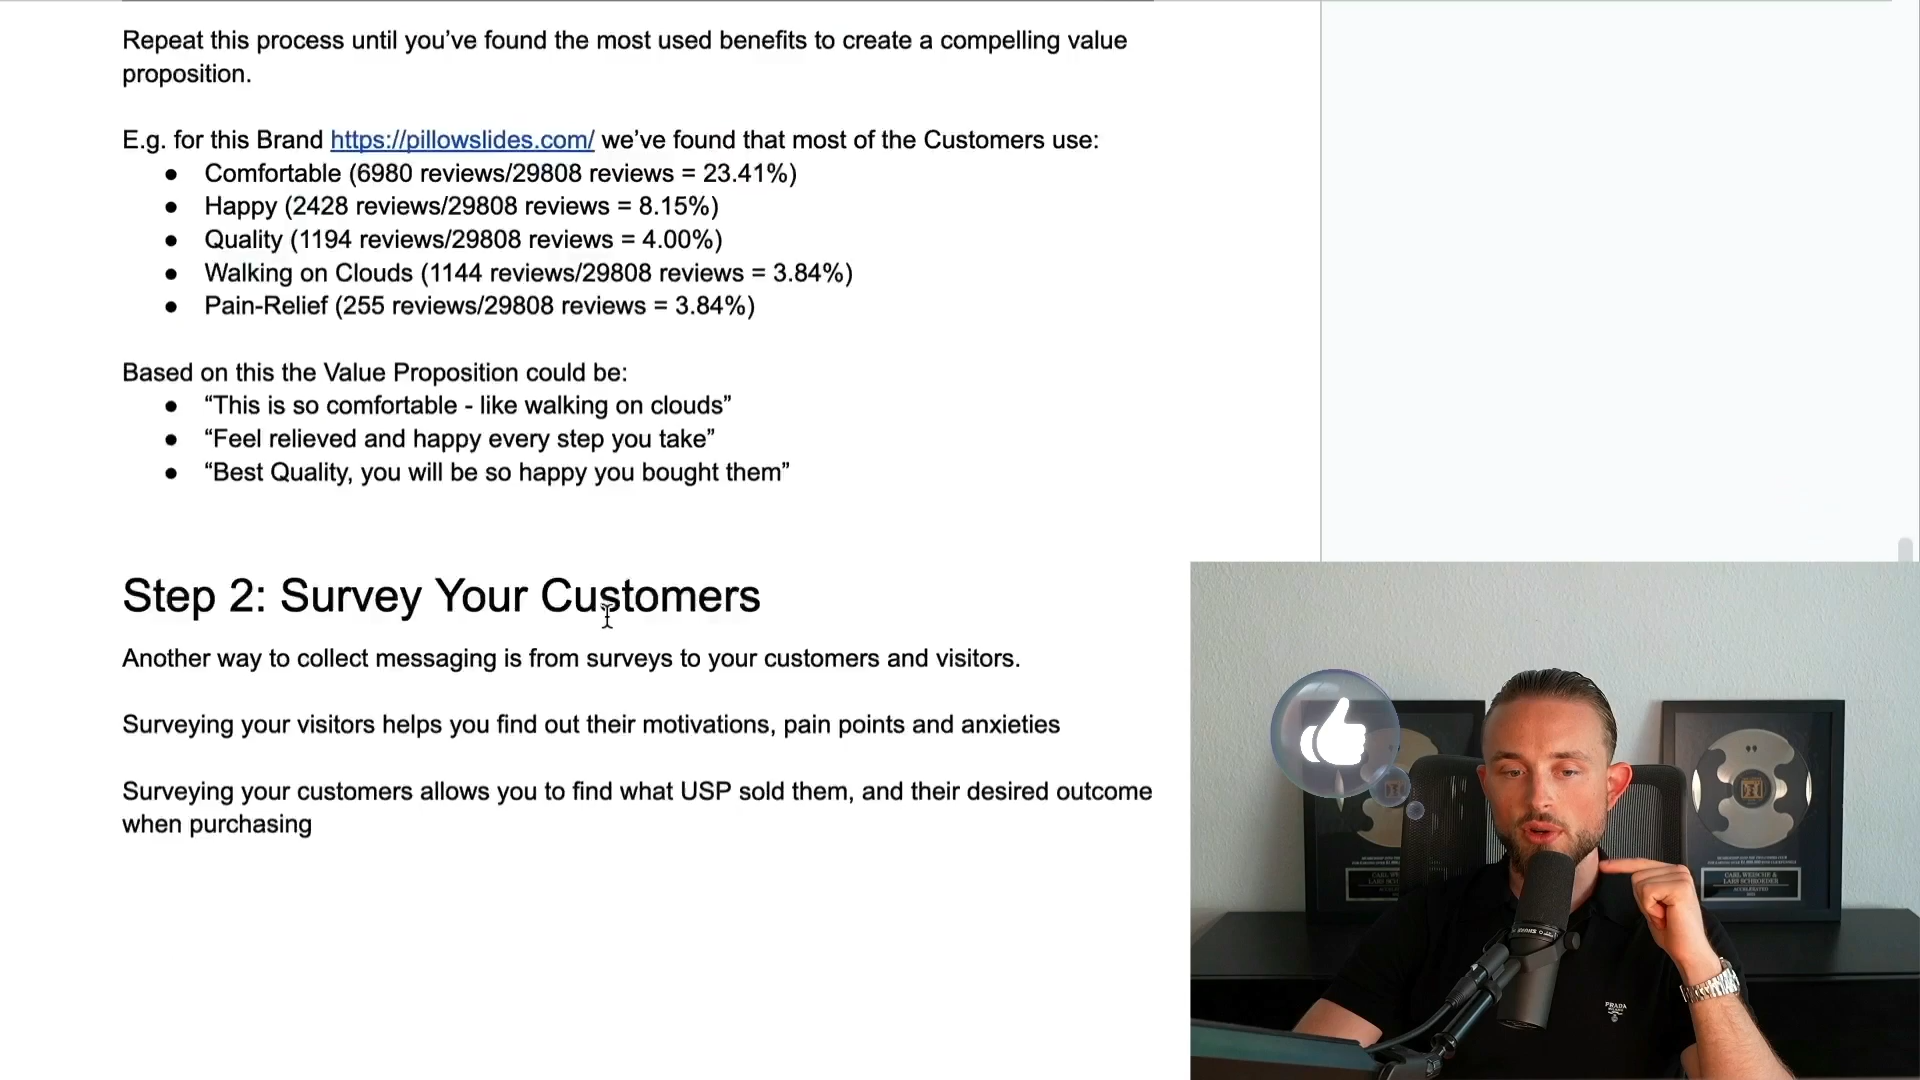 Repeat this process until you’ve found the most used benefits to create a compelling value
proposition.
E.g. for this Brand https://pillowslides.com/ we’ve found that most of the Customers use:
● Comfortable (6980 reviews/29808 reviews = 23.41%)
● Happy (2428 reviews/29808 reviews = 8.15%)
● Quality (1194 reviews/29808 reviews = 4.00%)
● Walking on Clouds (1144 reviews/29808 reviews = 3.84%)
● Pain-Relief (255 reviews/29808 reviews = 3.84%)
Based on this the Value Proposition could be:
● “This is so comfortable - like walking on clouds”
● “Feel relieved and happy every step you take”
● “Best Quality, you will be so happy you bought them”
Step 2: Survey Your Customers
Another way to collect messaging is from surveys to your customers and visitors.
Surveying your visitors helps you find out their motivations, pain points and anxieties
Surveying your customers allows you to find what USP sold them, and their desired outcome
when purchasing
CARL WEISCHE &
LARS SCHROEDER
ACCELERATED
PRADA